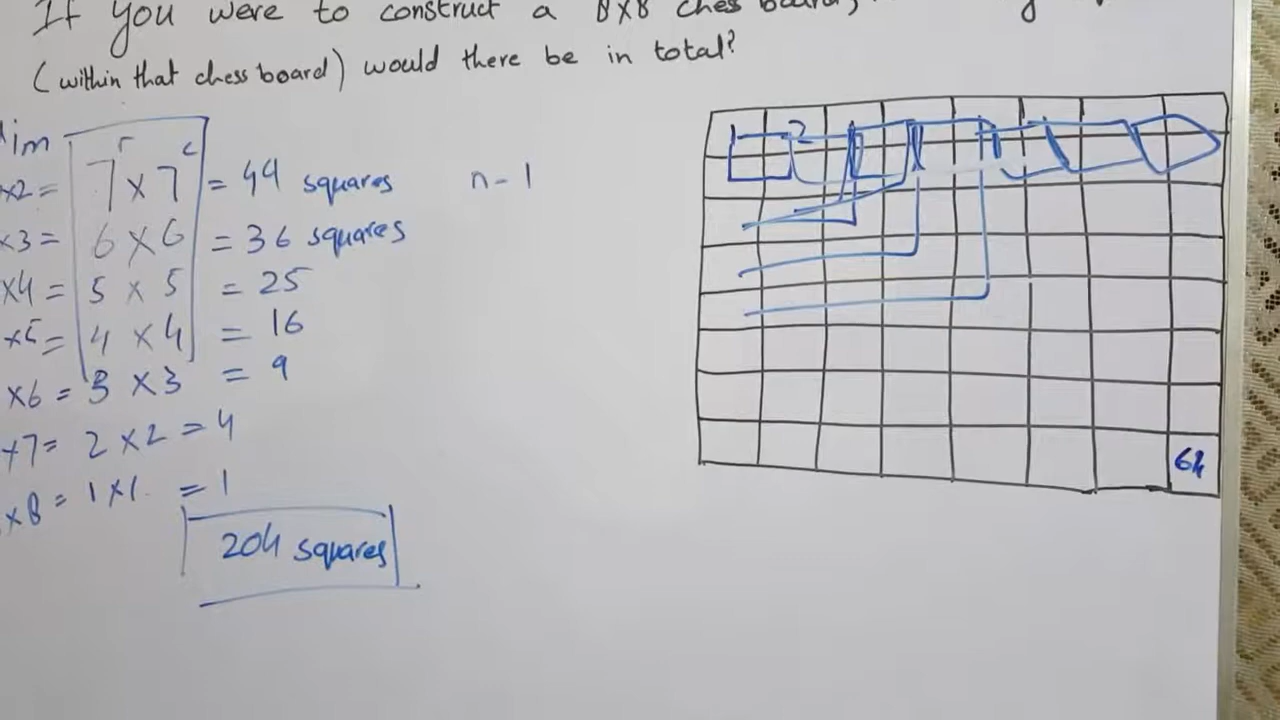 If you were to construct a 8x8 ches board,
(within that chess board) would there be in total?
dim
x2 = 7 x 7 = 49 squares
r c
n - 1
x3 = 6 x 6 = 36 squares
x4 = 5 x 5 = 25
x5 = 4 x 4 = 16
x6 = 3 x 3 = 9
x7 = 2 x 2 = 4
x8 = 1 x 1 = 1
204 squares
1 2
64